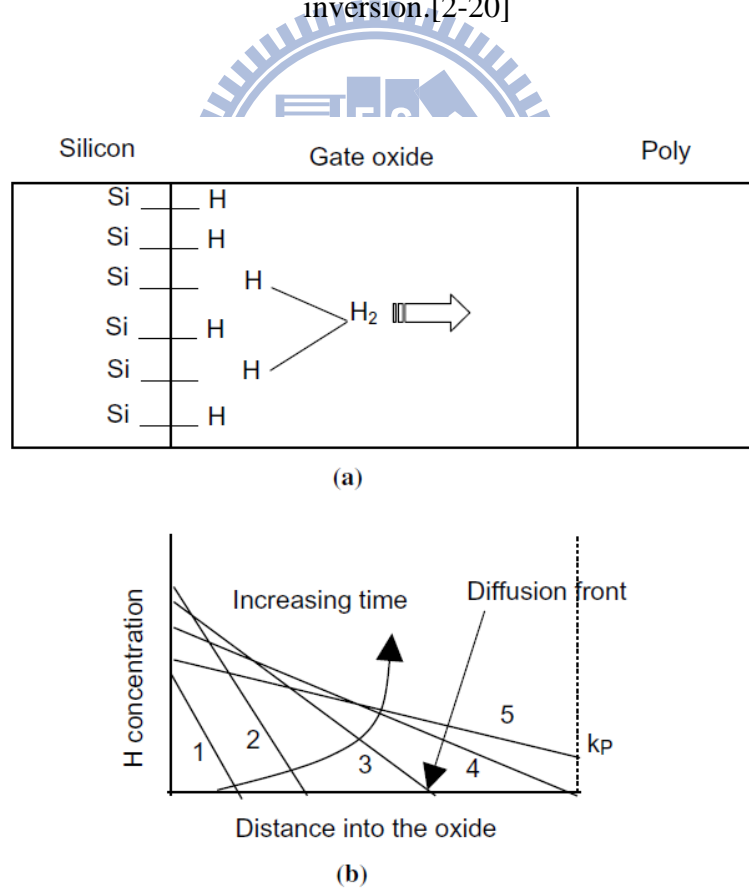 inversion.[2-20]
ES
Silicon Gate oxide Poly
Si H
Si H
Si H
H2
Si H
Si H
Si H
(a)
H concentration
Increasing time Diffusion front
1 2 3 4 5 kP
Distance into the oxide
(b)